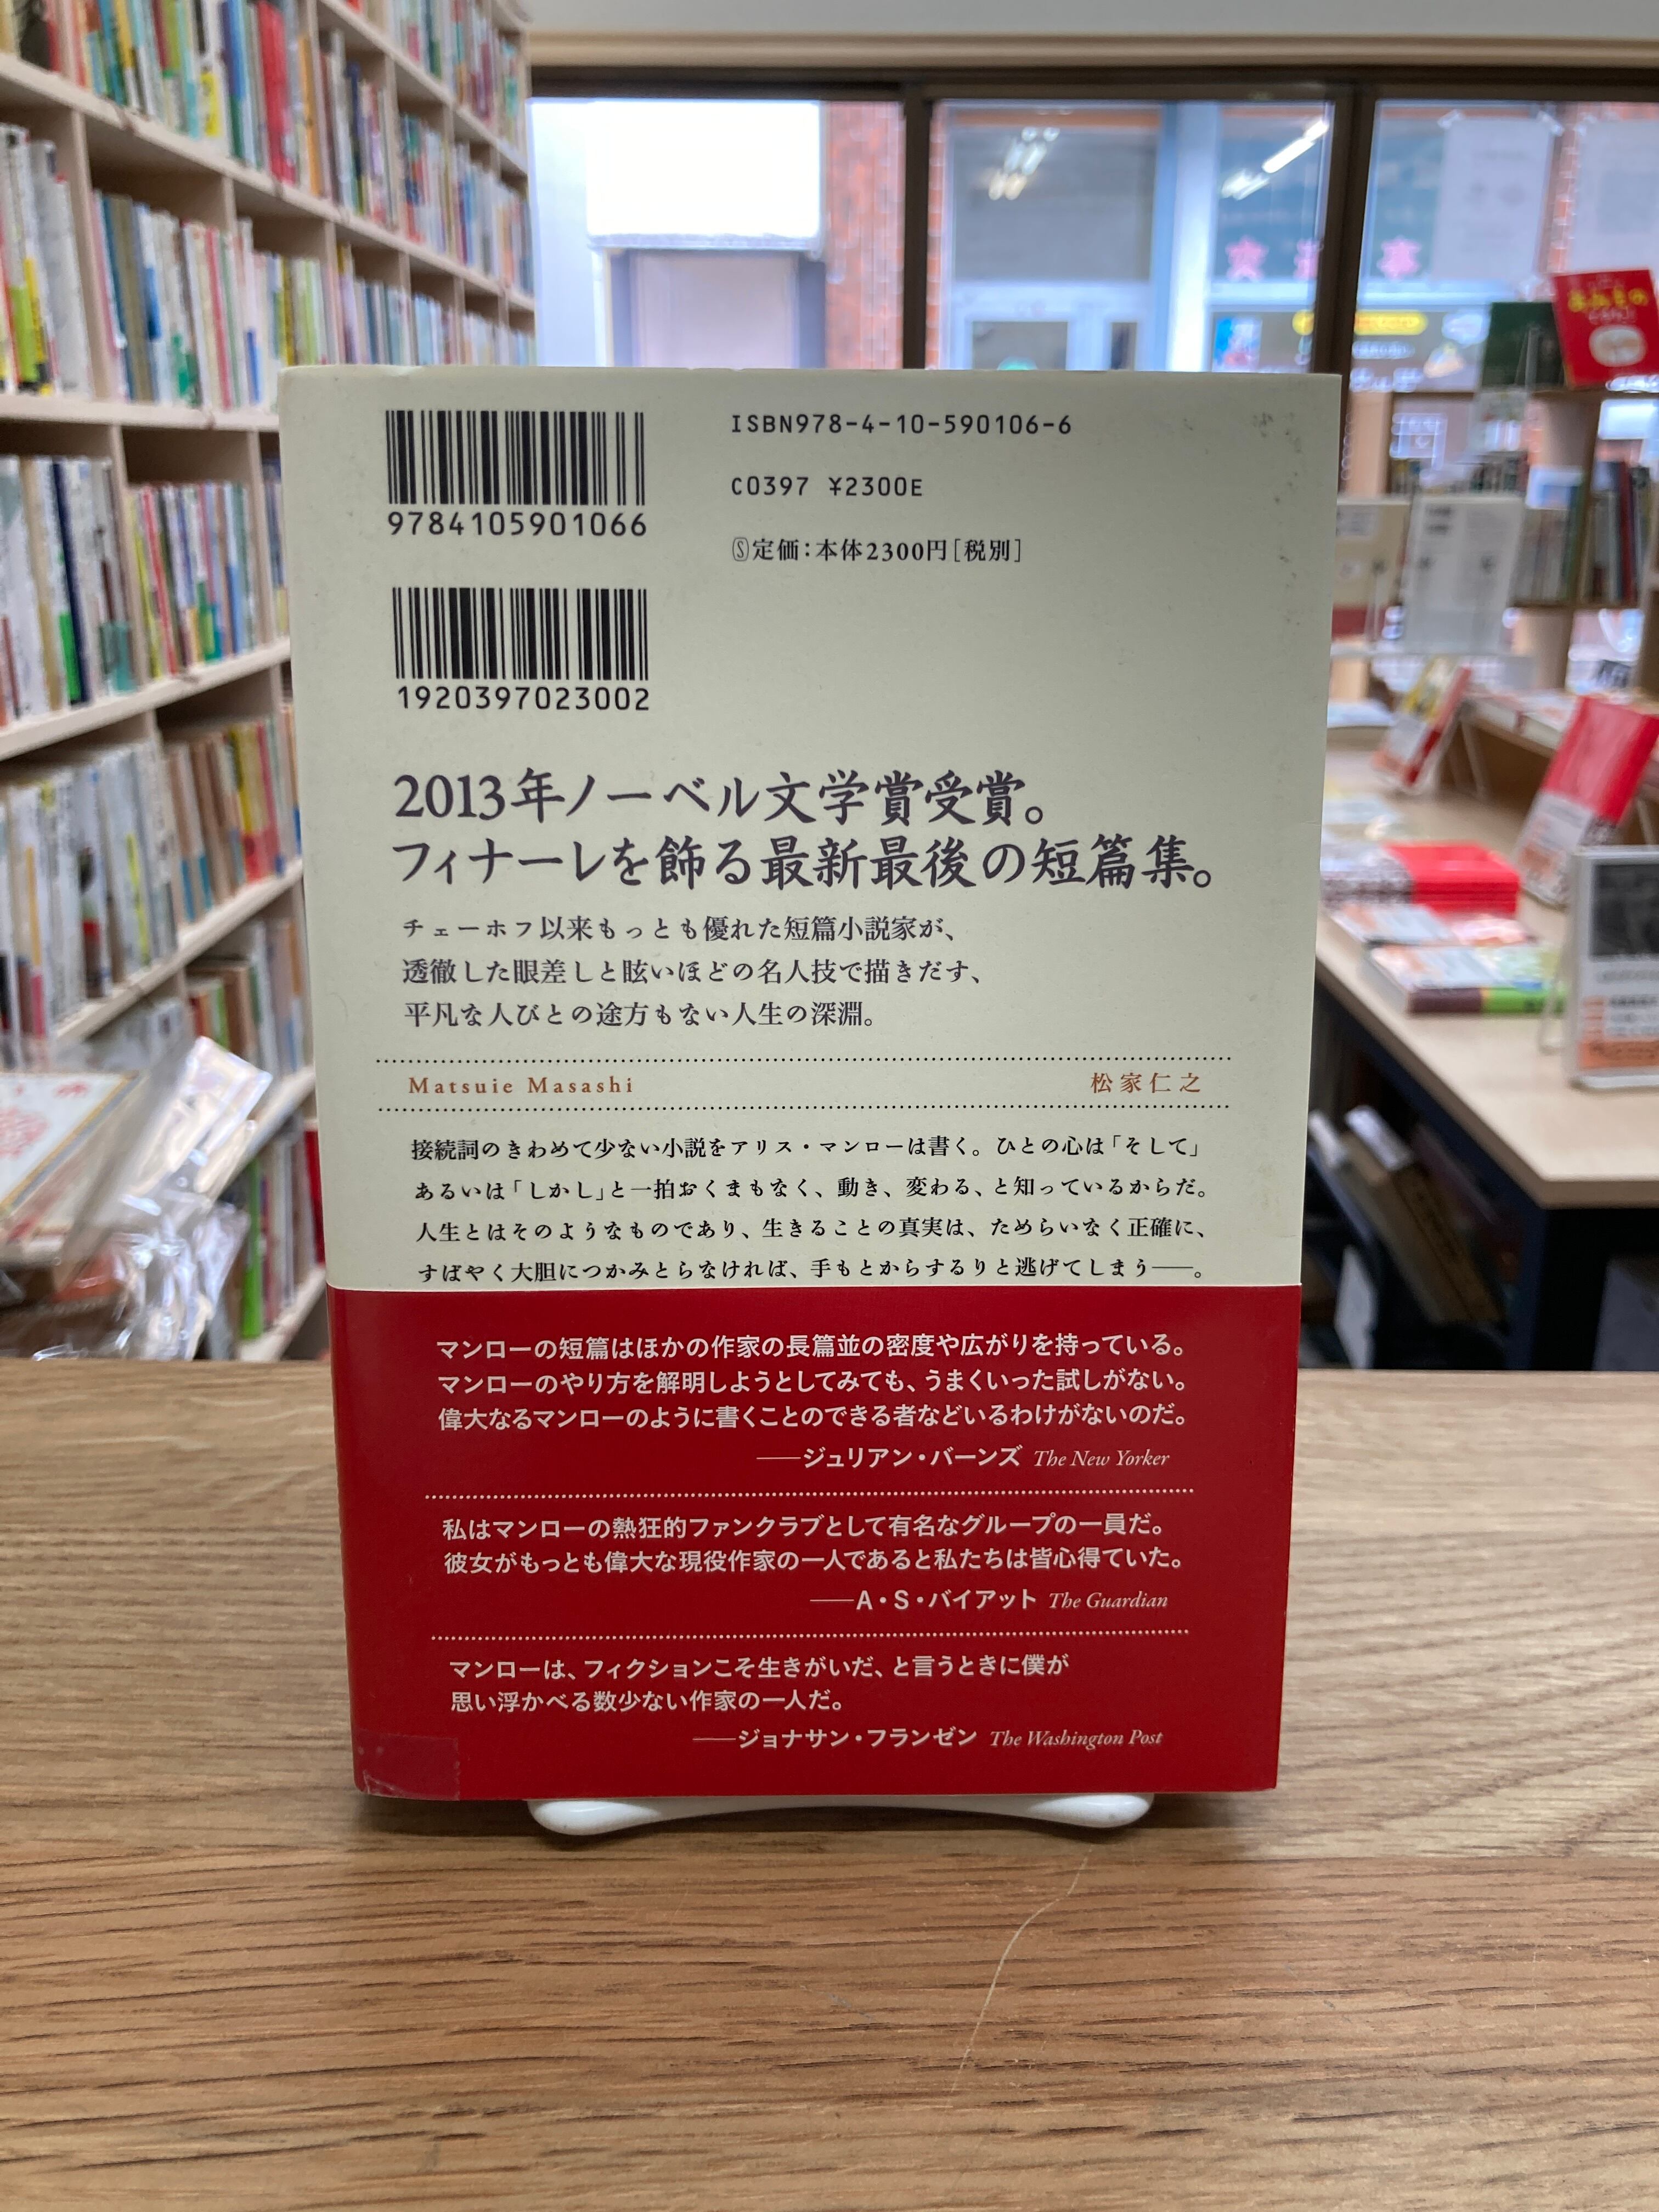 ISBN978-4-10-590106-6
9784105901066
C0397 ¥2300E
Ⓢ定価：本体2300円［税別］
1920397023002
2013年ノーベル文学賞受賞。
フィナーレを飾る最新最後の短篇集。
チェーホフ以来もっとも優れた短篇小説家が、
透徹した眼差しと眩いほどの名人技で描きだす、
平凡な人びとの途方もない人生の深淵。
Matsuie Masashi 松家仁之
接続詞のきわめて少ない小説をアリス・マンローは書く。ひとの心は「そして」
あるいは「しかし」と一拍おくまもなく、動き、変わる、と知っているからだ。
人生とはそのようなものであり、生きることの真実は、ためらいなく正確に、
すばやく大胆につかみとらなければ、手もとからするりと逃げてしまう──。
マンローの短篇はほかの作家の長篇並の密度や広がりを持っている。
マンローのやり方を解明しようとしてみても、うまくいった試しがない。
偉大なるマンローのように書くことのできる者などいるわけがないのだ。
──ジュリアン・バーンズ The New Yorker
私はマンローの熱狂的ファンクラブとして有名なグループの一員だ。
彼女がもっとも偉大な現役作家の一人であると私たちは皆心得ていた。
──A・S・バイアット The Guardian
マンローは、フィクションこそ生きがいだ、と言うときに僕が
思い浮かべる数少ない作家の一人だ。
──ジョナサン・フランゼン The Washington Post